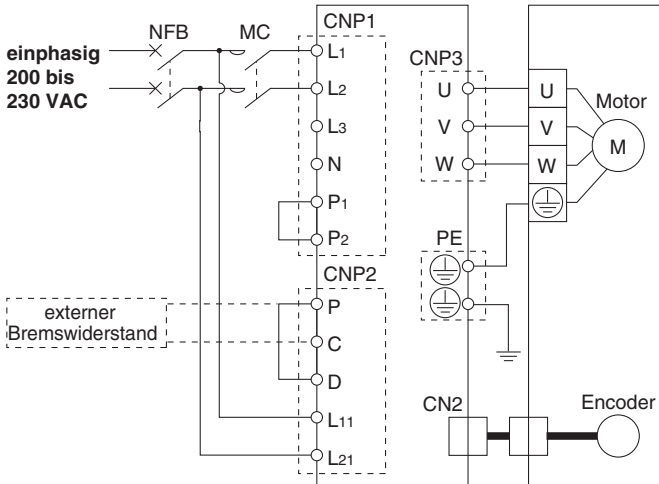 einphasig
200 bis
230 VAC
NFB
MC
CNP1
L1
L2
L3
N
P1
P2
CNP2
P
C
D
L11
L21
externer
Bremswiderstand
CNP3
U
V
W
PE
CN2
U
V
W
Motor
M
Encoder